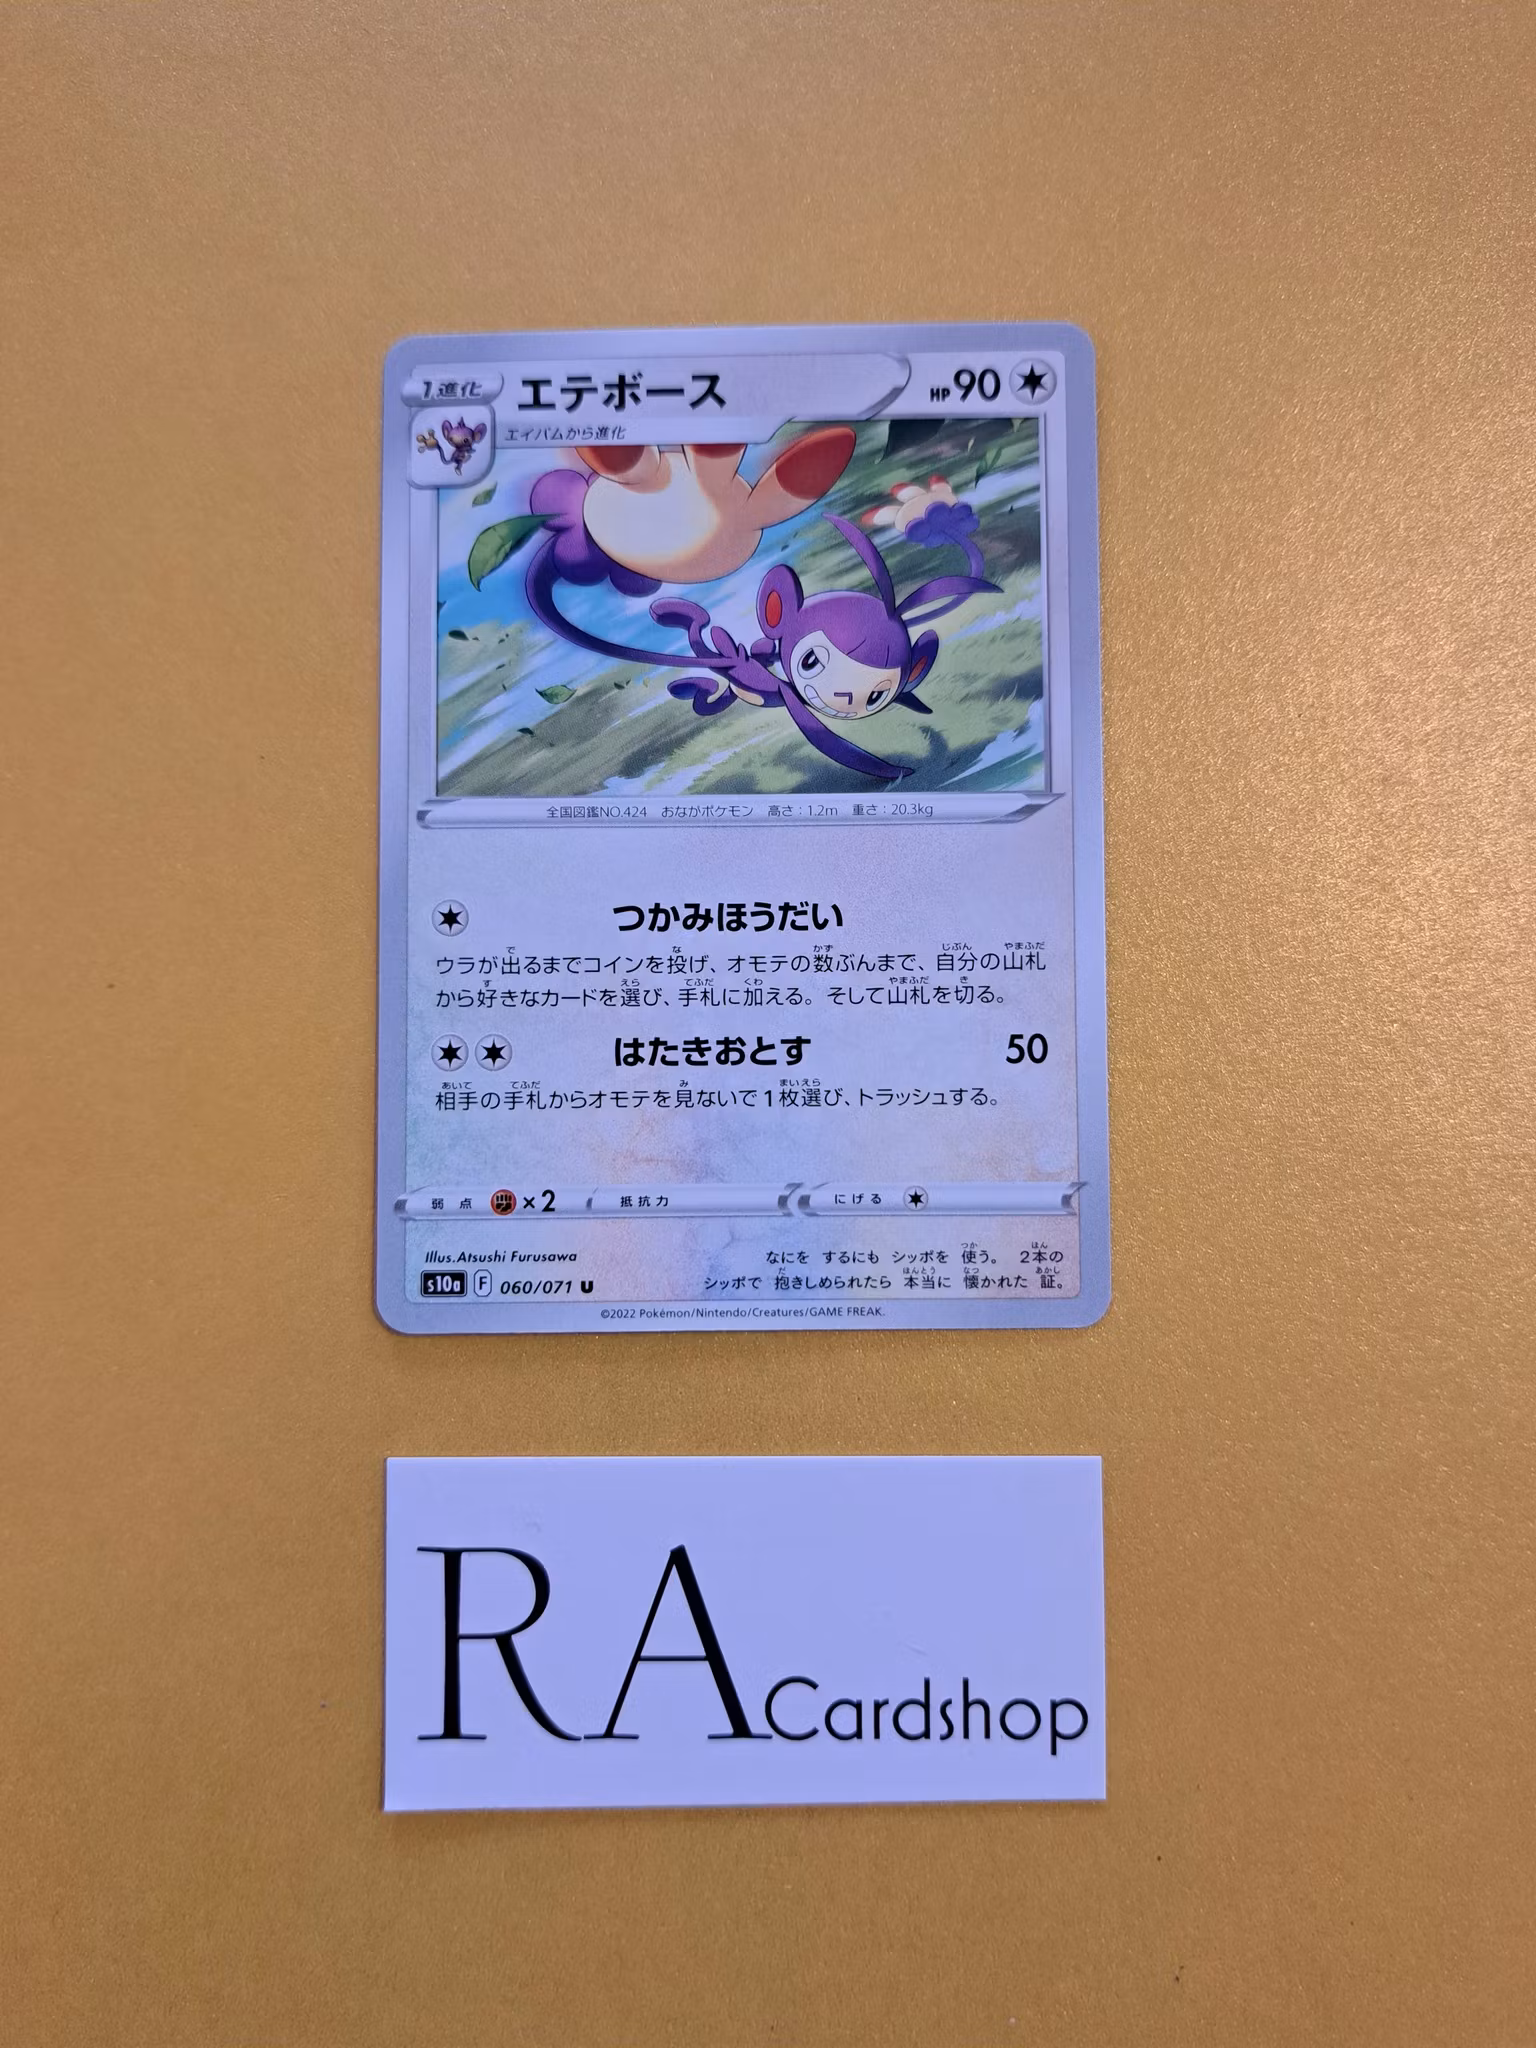 1進化
エテボース
HP90
エイパムから進化
全国図鑑NO.424 おながポケモン 高さ：1.2m 重さ：20.3kg
つかみほうだい
ウラが出るまでコインを投げ、オモテの数ぶんまで、自分の山札
から好きなカードを選び、手札に加える。そして山札を切る。
はたきおとす 50
相手の手札からオモテを見ないで1枚選び、トラッシュする。
弱点 ×2 抵抗力 にげる
Illus.Atsushi Furusawa
s10a F 060/071 U
なにを するにも シッポを 使う。 2本の
シッポで 抱きしめられたら 本当に 懐かれた 証。
©2022 Pokémon/Nintendo/Creatures/GAME FREAK.
RA Cardshop